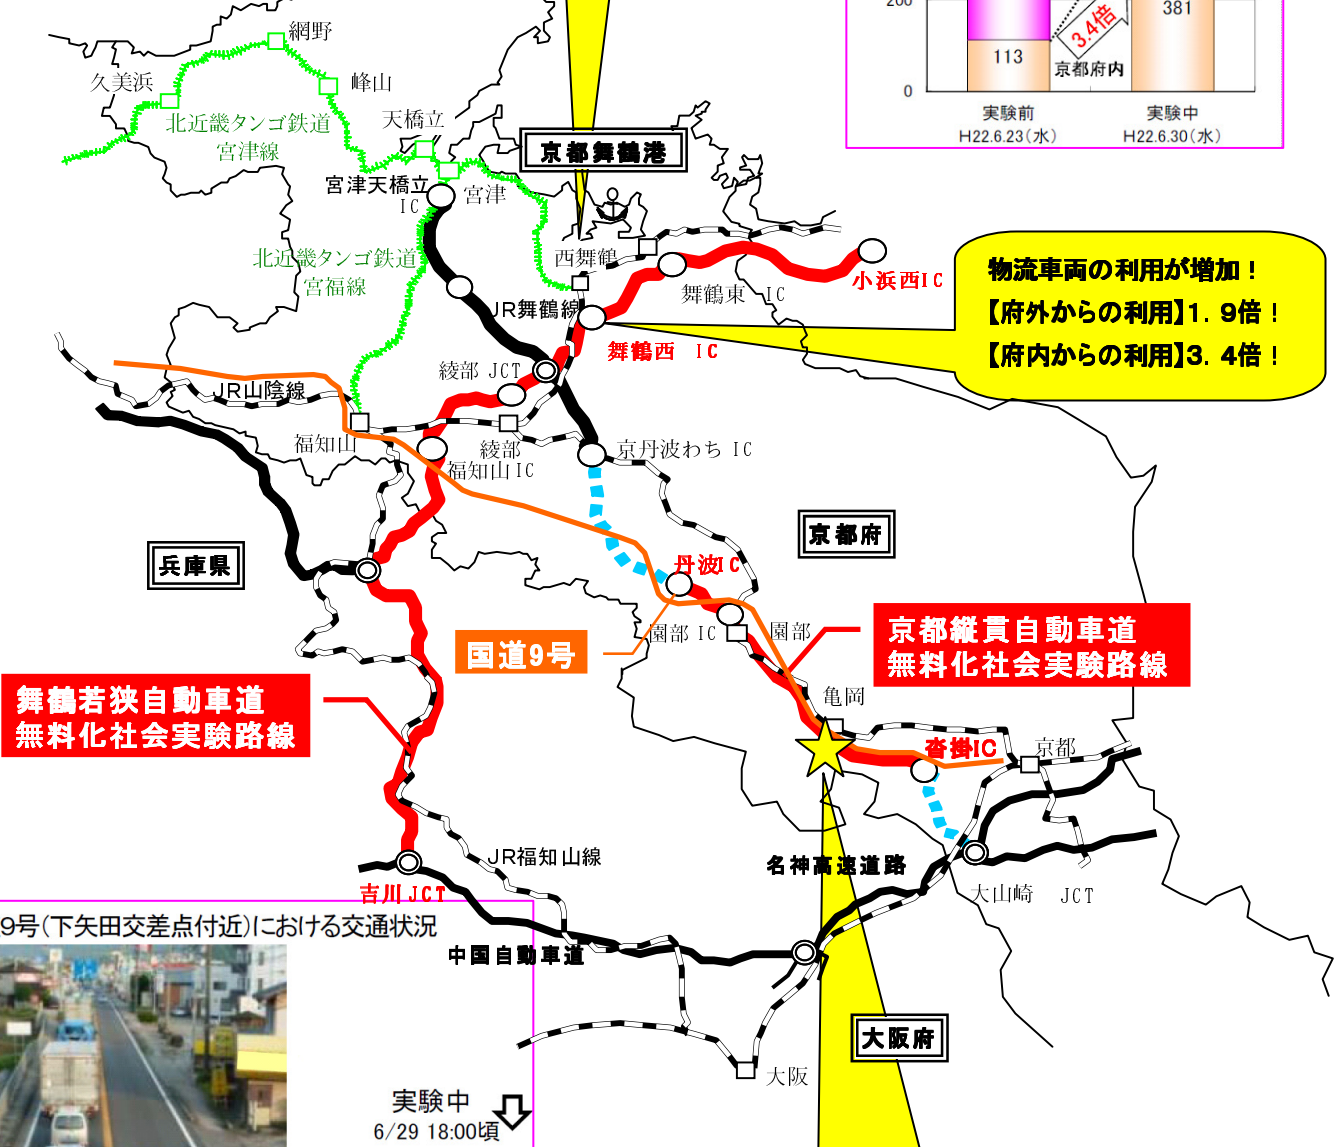 網野
久美浜
峰山
北近畿タンゴ鉄道
宮津線
天橋立
京都舞鶴港
宮津天橋立
IC
宮津
北近畿タンゴ鉄道
宮福線
西舞鶴
JR舞鶴線
舞鶴東 IC
小浜西IC
舞鶴西 IC
200
3.4倍
381
113
京都府内
0
実験前
実験中
H22.6.23(水)
H22.6.30(水)
物流車両の利用が増加!
【府外からの利用】1.9倍!
【府内からの利用】3.4倍!
綾部 JCT
JR山陰線
福知山
綾部
福知山IC
京丹波わち IC
京都府
兵庫県
丹波IC
園部 IC
園部
国道9号
京都縦貫自動車道
無料化社会実験路線
舞鶴若狭自動車道
無料化社会実験路線
亀岡
沓掛IC
京都
JR福知山線
名神高速道路
吉川JCT
大山崎 JCT
9号(下矢田交差点付近)における交通状況
中国自動車道
大阪府
大阪
実験中
6/29 18:00頃